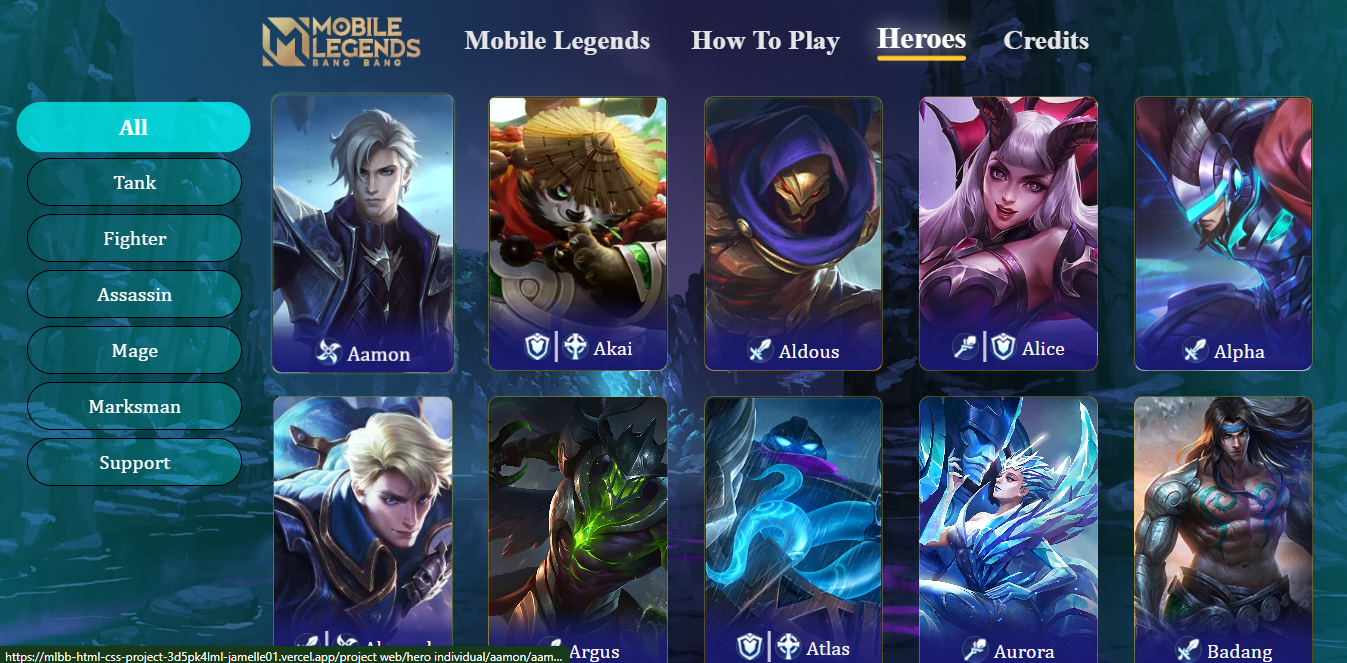 MOBILE LEGENDS BANG BANG
Mobile Legends
How To Play
Heroes
Credits
All
Tank
Fighter
Assassin
Mage
Marksman
Support
Aamon
Akai
Aldous
Alice
Alpha
Argus
Atlas
Aurora
Badang
https://mlbb-html-css-project-3d5pk4lml-jamelle01.vercel.app/project web/hero individual/aamon/aam...